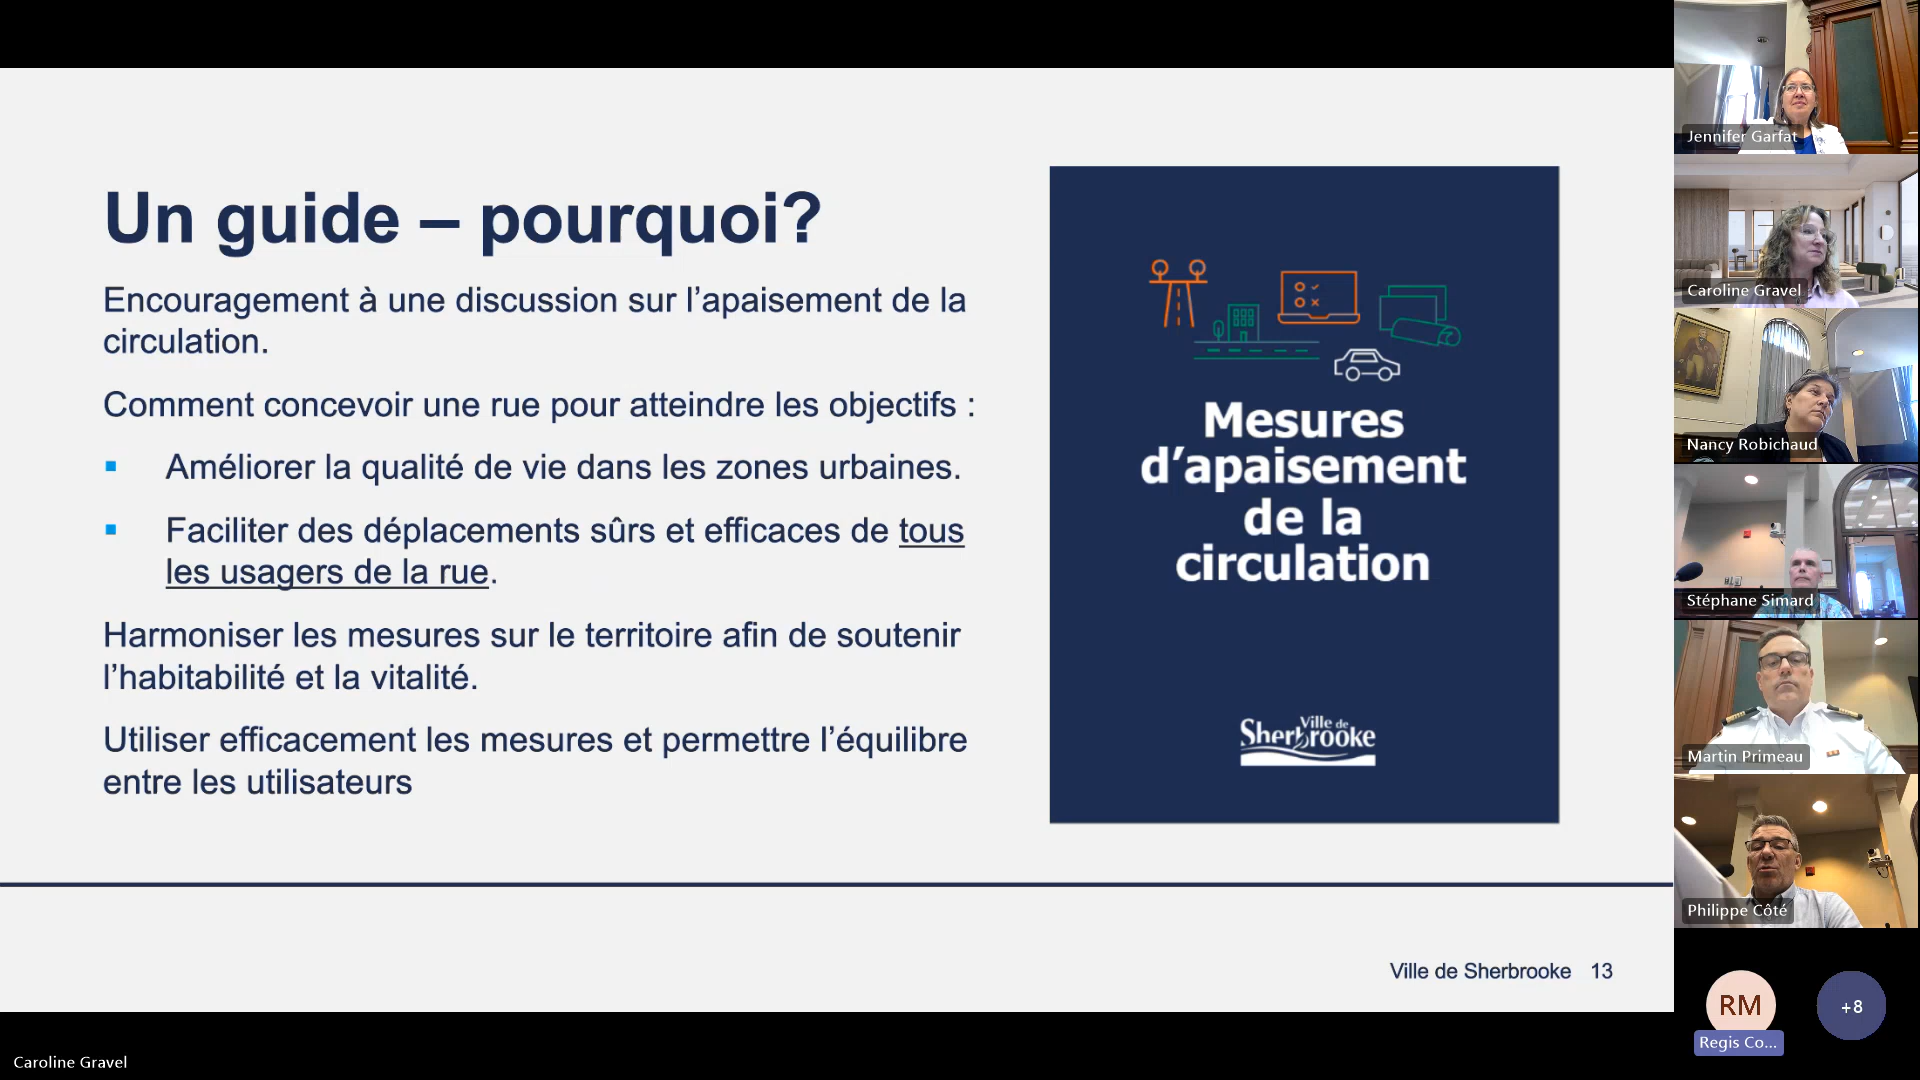 Un guide – pourquoi?
Encouragement à une discussion sur l’apaisement de la
circulation.
Comment concevoir une rue pour atteindre les objectifs :
▪ Améliorer la qualité de vie dans les zones urbaines.
▪ Faciliter des déplacements sûrs et efficaces de tous
les usagers de la rue.
Harmoniser les mesures sur le territoire afin de soutenir
l’habitabilité et la vitalité.
Utiliser efficacement les mesures et permettre l’équilibre
entre les utilisateurs
Mesures
d’apaisement
de la
circulation
Ville de
Sherbrooke
Ville de Sherbrooke 13
Caroline Gravel
Jennifer Garfat
Caroline Gravel
Nancy Robichaud
Stéphane Simard
Martin Primeau
Philippe Côté
RM
+8
Regis Co...